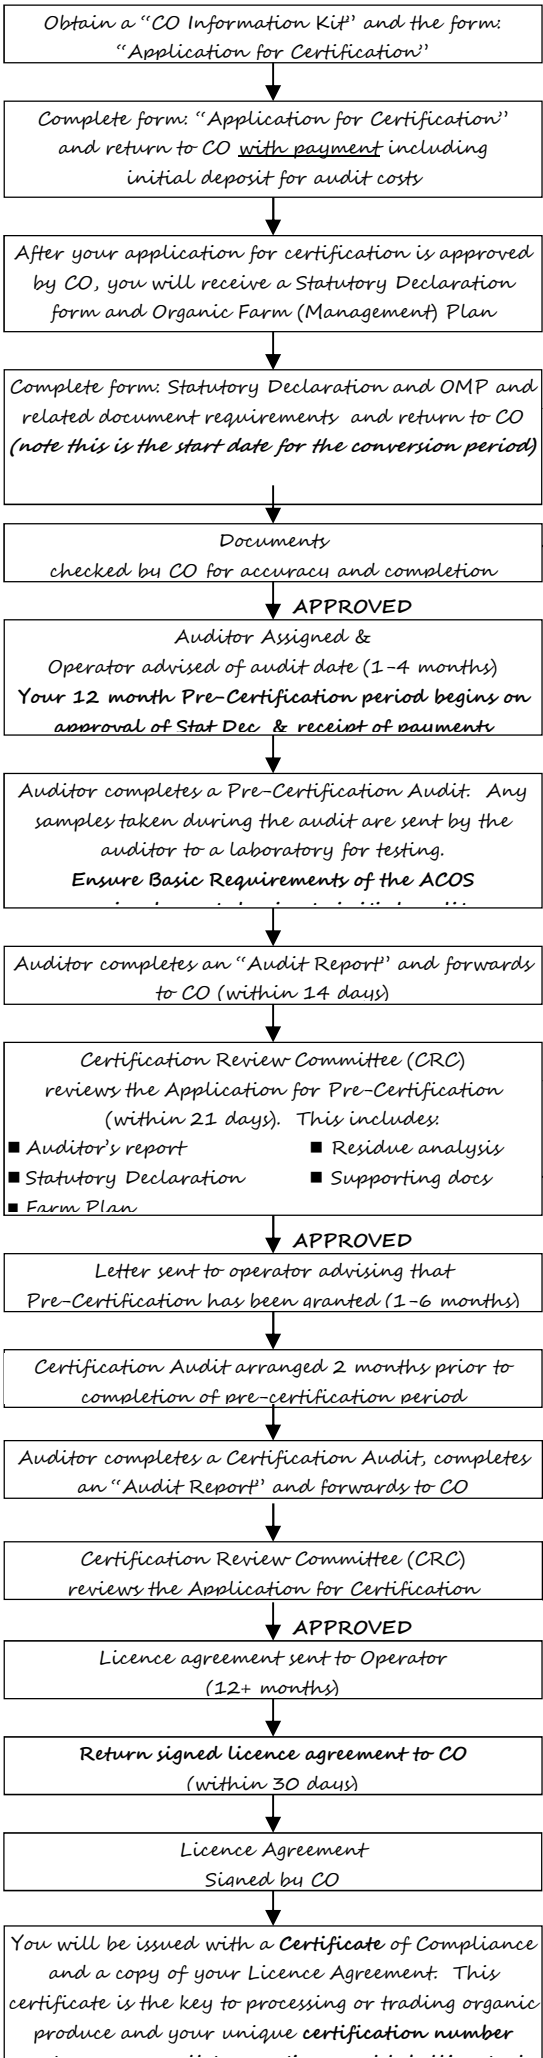 Obtain a “CO Information Kit” and the form:
“Application for Certification”
Complete form: “Application for Certification”
and return to CO with payment including
initial deposit for audit costs
After your application for certification is approved
by CO, you will receive a Statutory Declaration
form and Organic Farm (Management) Plan
Complete form: Statutory Declaration and OMP and
related document requirements and return to CO
(note this is the start date for the conversion period)
Documents
checked by CO for accuracy and completion
APPROVED
Auditor Assigned &
Operator advised of audit date (1-4 months)
Your 12 month Pre-Certification period begins on
approval of Stat Dec & receipt of payments
Auditor completes a Pre-Certification Audit. Any
samples taken during the audit are sent by the
auditor to a laboratory for testing.
Ensure Basic Requirements of the ACOS
Auditor completes an “Audit Report” and forwards
to CO (within 14 days)
Certification Review Committee (CRC)
reviews the Application for Pre-Certification
(within 21 days). This includes:
■ Auditor’s report ■ Residue analysis
■ Statutory Declaration ■ Supporting docs
■ Farm Plan
APPROVED
Letter sent to operator advising that
Pre-Certification has been granted (1-6 months)
Certification Audit arranged 2 months prior to
completion of pre-certification period
Auditor completes a Certification Audit, completes
an “Audit Report” and forwards to CO
Certification Review Committee (CRC)
reviews the Application for Certification
APPROVED
Licence agreement sent to Operator
(12+ months)
Return signed licence agreement to CO
(within 30 days)
Licence Agreement
Signed by CO
You will be issued with a Certificate of Compliance
and a copy of your Licence Agreement. This
certificate is the key to processing or trading organic
produce and your unique certification number